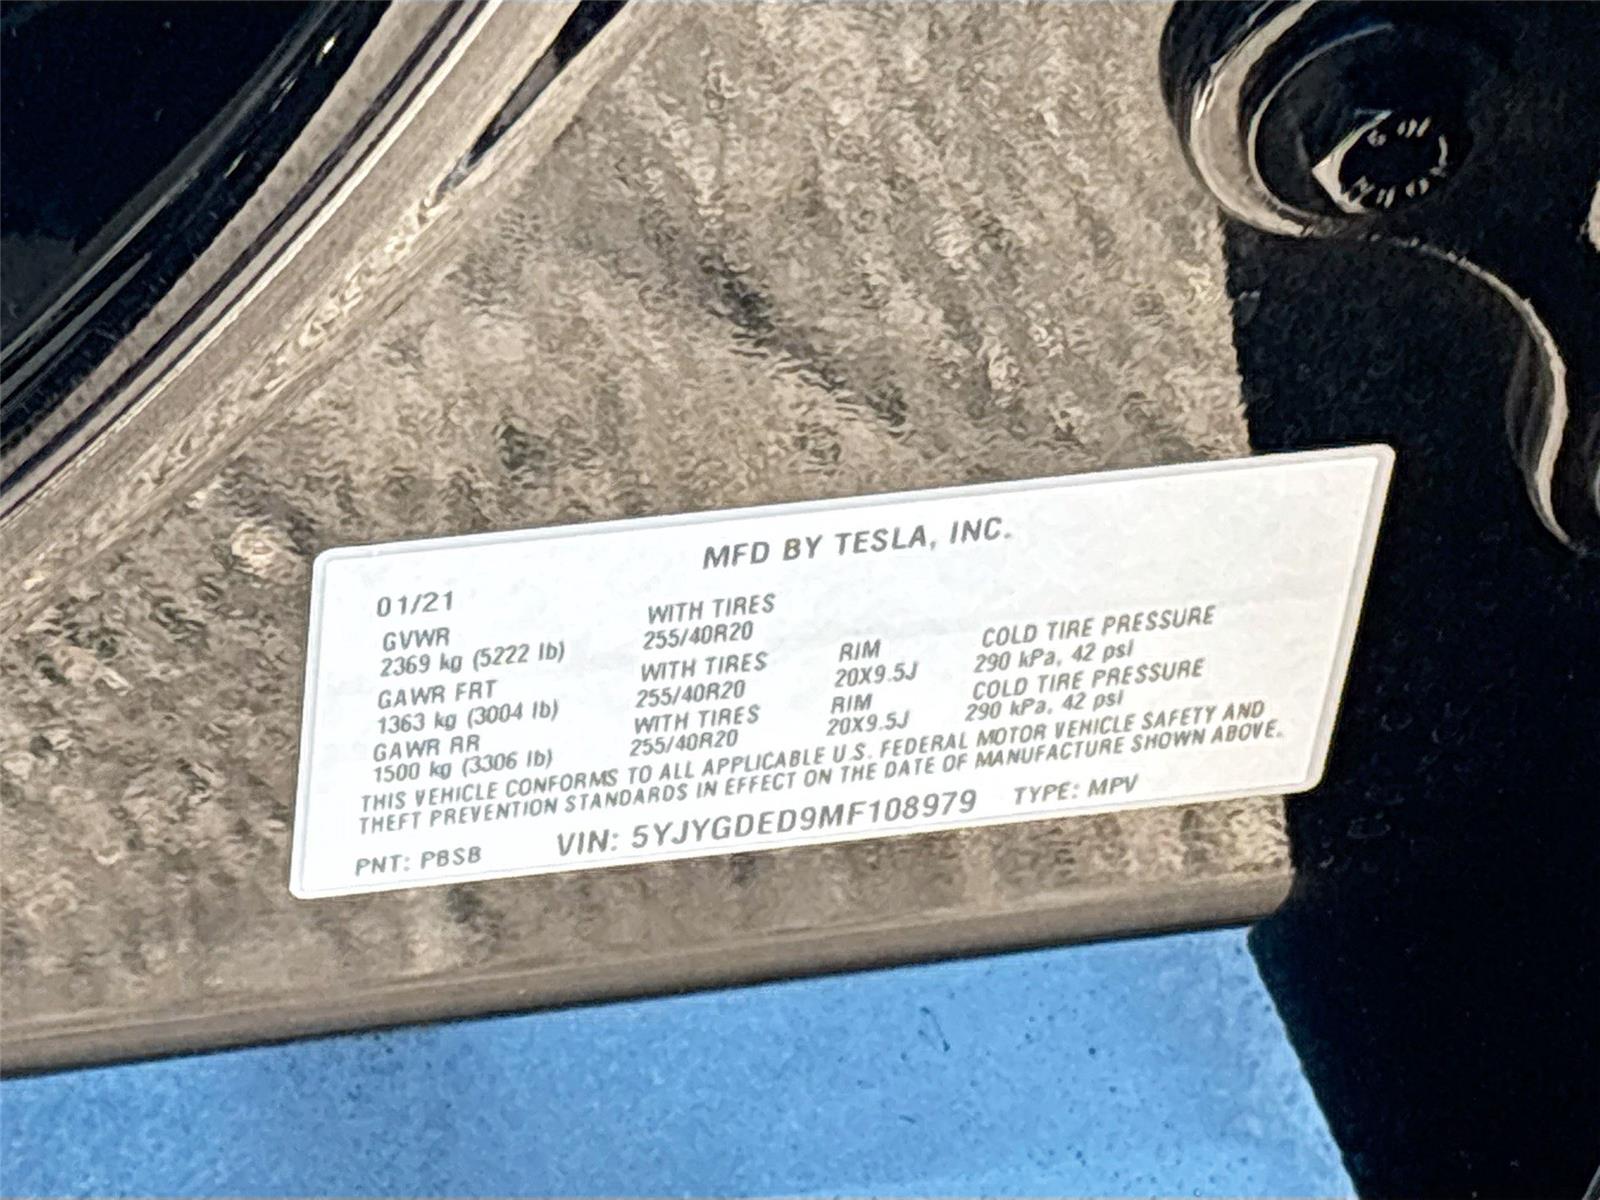 MFD BY TESLA, INC.
01/21
GVWR WITH TIRES
2369 kg (5222 lb) 255/40R20
GAWR FRT WITH TIRES RIM COLD TIRE PRESSURE
1363 kg (3004 lb) 255/40R20 20X9.5J 290 kPa, 42 psi
GAWR RR WITH TIRES RIM COLD TIRE PRESSURE
1500 kg (3306 lb) 255/40R20 20X9.5J 290 kPa, 42 psi
THIS VEHICLE CONFORMS TO ALL APPLICABLE U.S. FEDERAL MOTOR VEHICLE SAFETY AND
THEFT PREVENTION STANDARDS IN EFFECT ON THE DATE OF MANUFACTURE SHOWN ABOVE.
PNT: PBSB VIN: 5YJYGDED9MF108979 TYPE: MPV